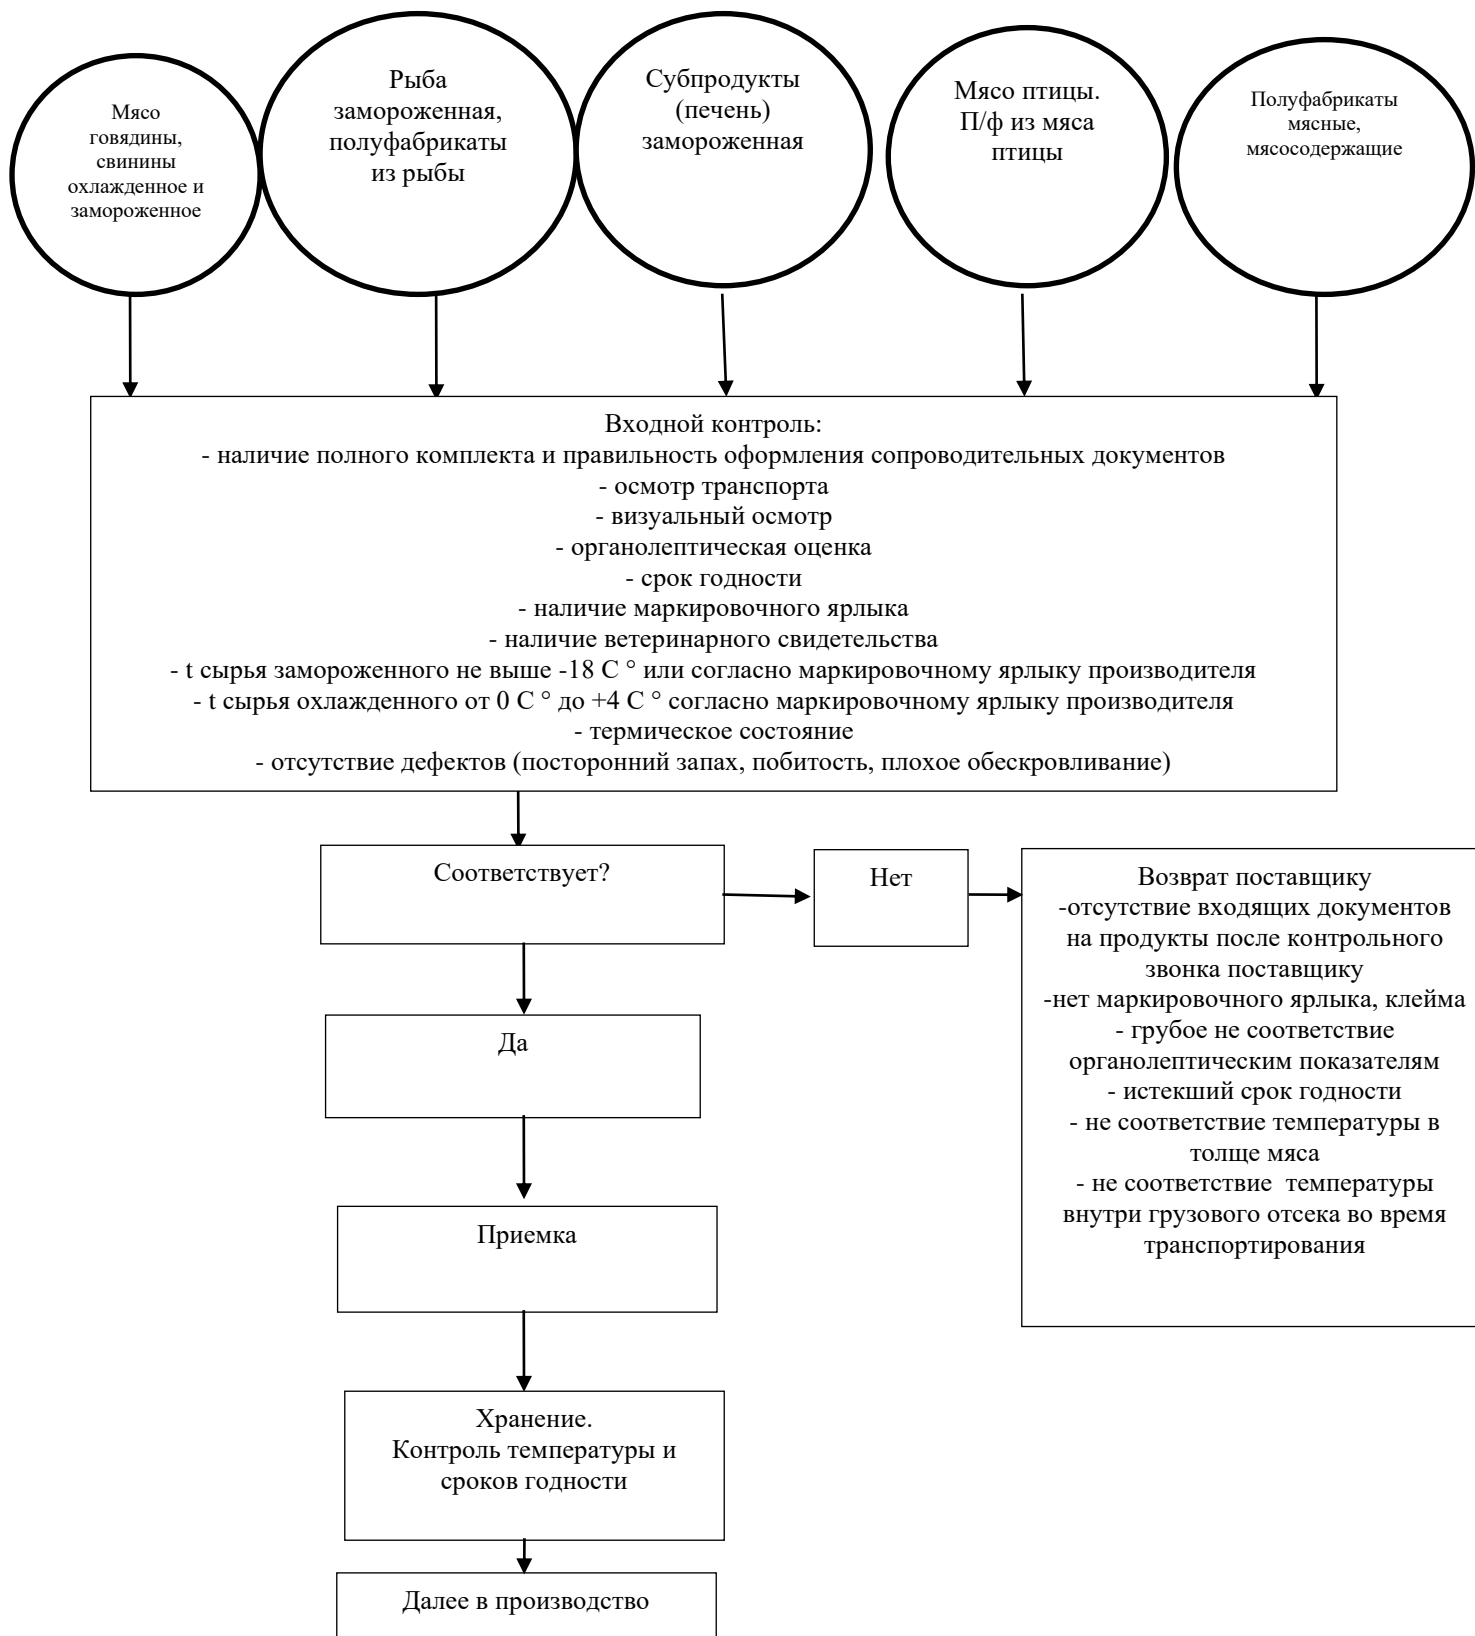 Мясо
говядины,
свинины
охлажденное и
замороженное
Рыба
замороженная,
полуфабрикаты
из рыбы
Субпродукты
(печень)
замороженная
Мясо птицы.
П/ф из мяса
птицы
Полуфабрикаты
мясные,
мясосодержащие
Входной контроль:
- наличие полного комплекта и правильность оформления сопроводительных документов
- осмотр транспорта
- визуальный осмотр
- органолептическая оценка
- срок годности
- наличие маркировочного ярлыка
- наличие ветеринарного свидетельства
- t сырья замороженного не выше -18 С ° или согласно маркировочному ярлыку производителя
- t сырья охлажденного от 0 С ° до +4 С ° согласно маркировочному ярлыку производителя
- термическое состояние
- отсутствие дефектов (посторонний запах, побитость, плохое обескровливание)
Соответствует?
Нет
Возврат поставщику
-отсутствие входящих документов
на продукты после контрольного
звонка поставщику
-нет маркировочного ярлыка, клейма
- грубое не соответствие
органолептическим показателям
- истекший срок годности
- не соответствие температуры в
толще мяса
- не соответствие  температуры
внутри грузового отсека во время
транспортирования
Да
Приемка
Хранение.
Контроль температуры и
сроков годности
Далее в производство